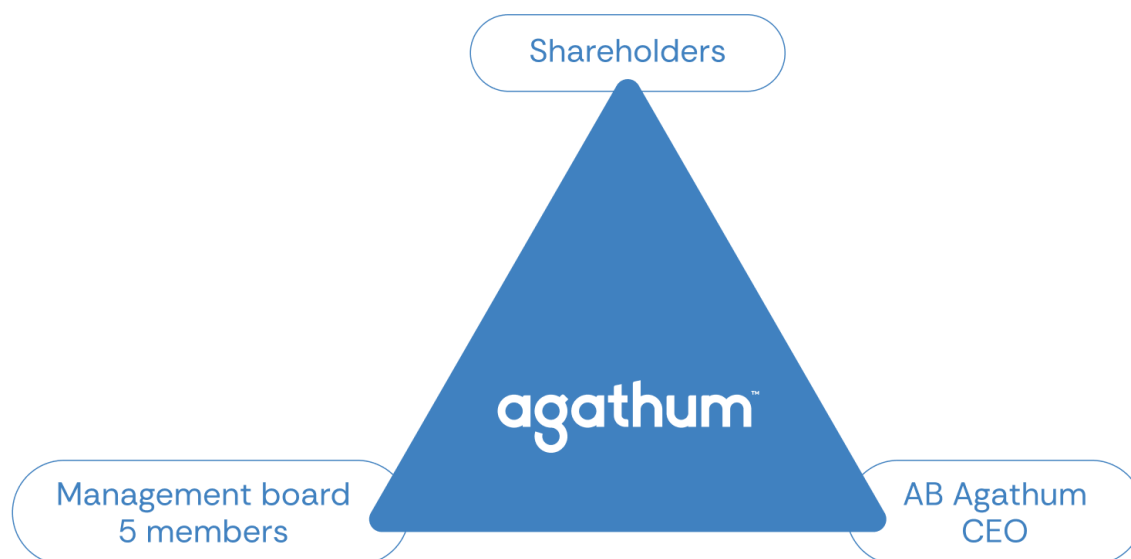 Shareholders
agathum™
Management board
5 members
AB Agathum
CEO